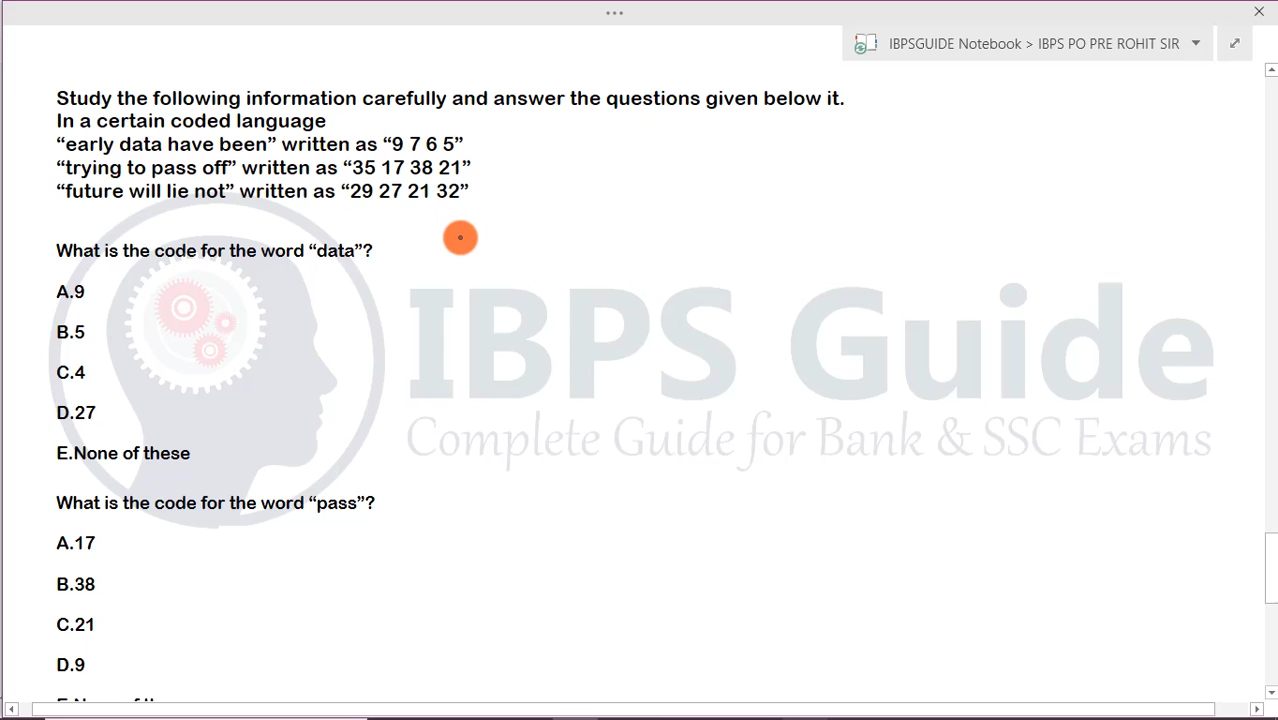 IBPSGUIDE Notebook > IBPS PO PRE ROHIT SIR
Study the following information carefully and answer the questions given below it.
In a certain coded language
“early data have been” written as “9 7 6 5”
“trying to pass off” written as “35 17 38 21”
“future will lie not” written as “29 27 21 32”
What is the code for the word “data”?
A.9
B.5
C.4
D.27
E.None of these
What is the code for the word “pass”?
A.17
B.38
C.21
D.9
IBPS Guide
Complete Guide for Bank & SSC Exams